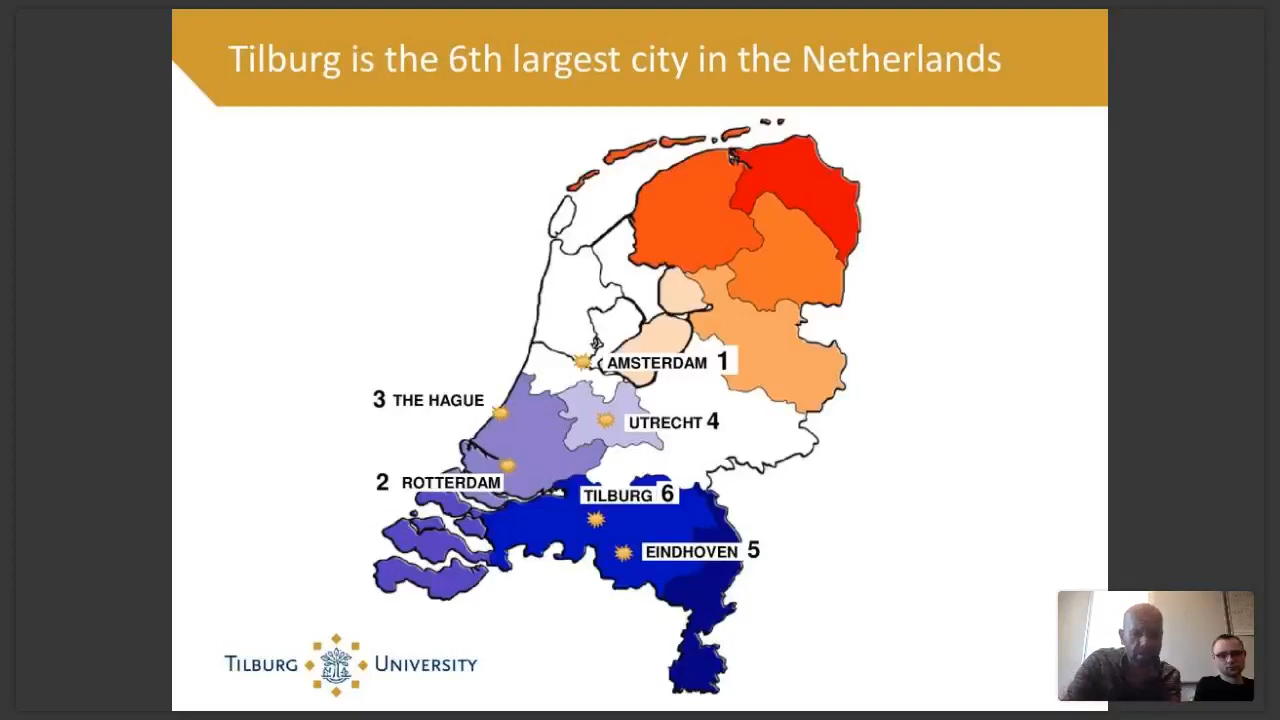 Tilburg is the 6th largest city in the Netherlands
AMSTERDAM 1
3 THE HAGUE
UTRECHT 4
2 ROTTERDAM
TILBURG 6
EINDHOVEN 5
TILBURG UNIVERSITY